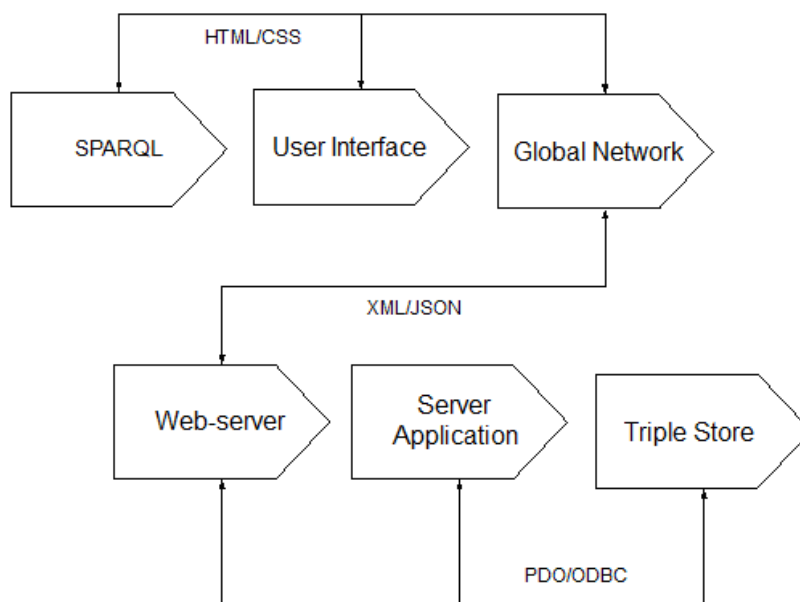 HTML/CSS
SPARQL
User Interface
Global Network
XML/JSON
Web-server
Server
Application
Triple Store
PDO/ODBC